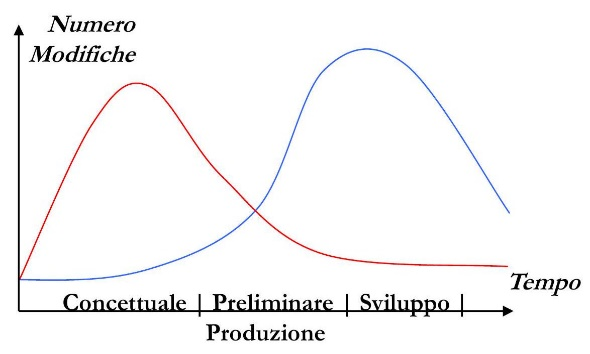 Numero
Modifiche
Tempo
Concettuale | Preliminare | Sviluppo |
Produzione